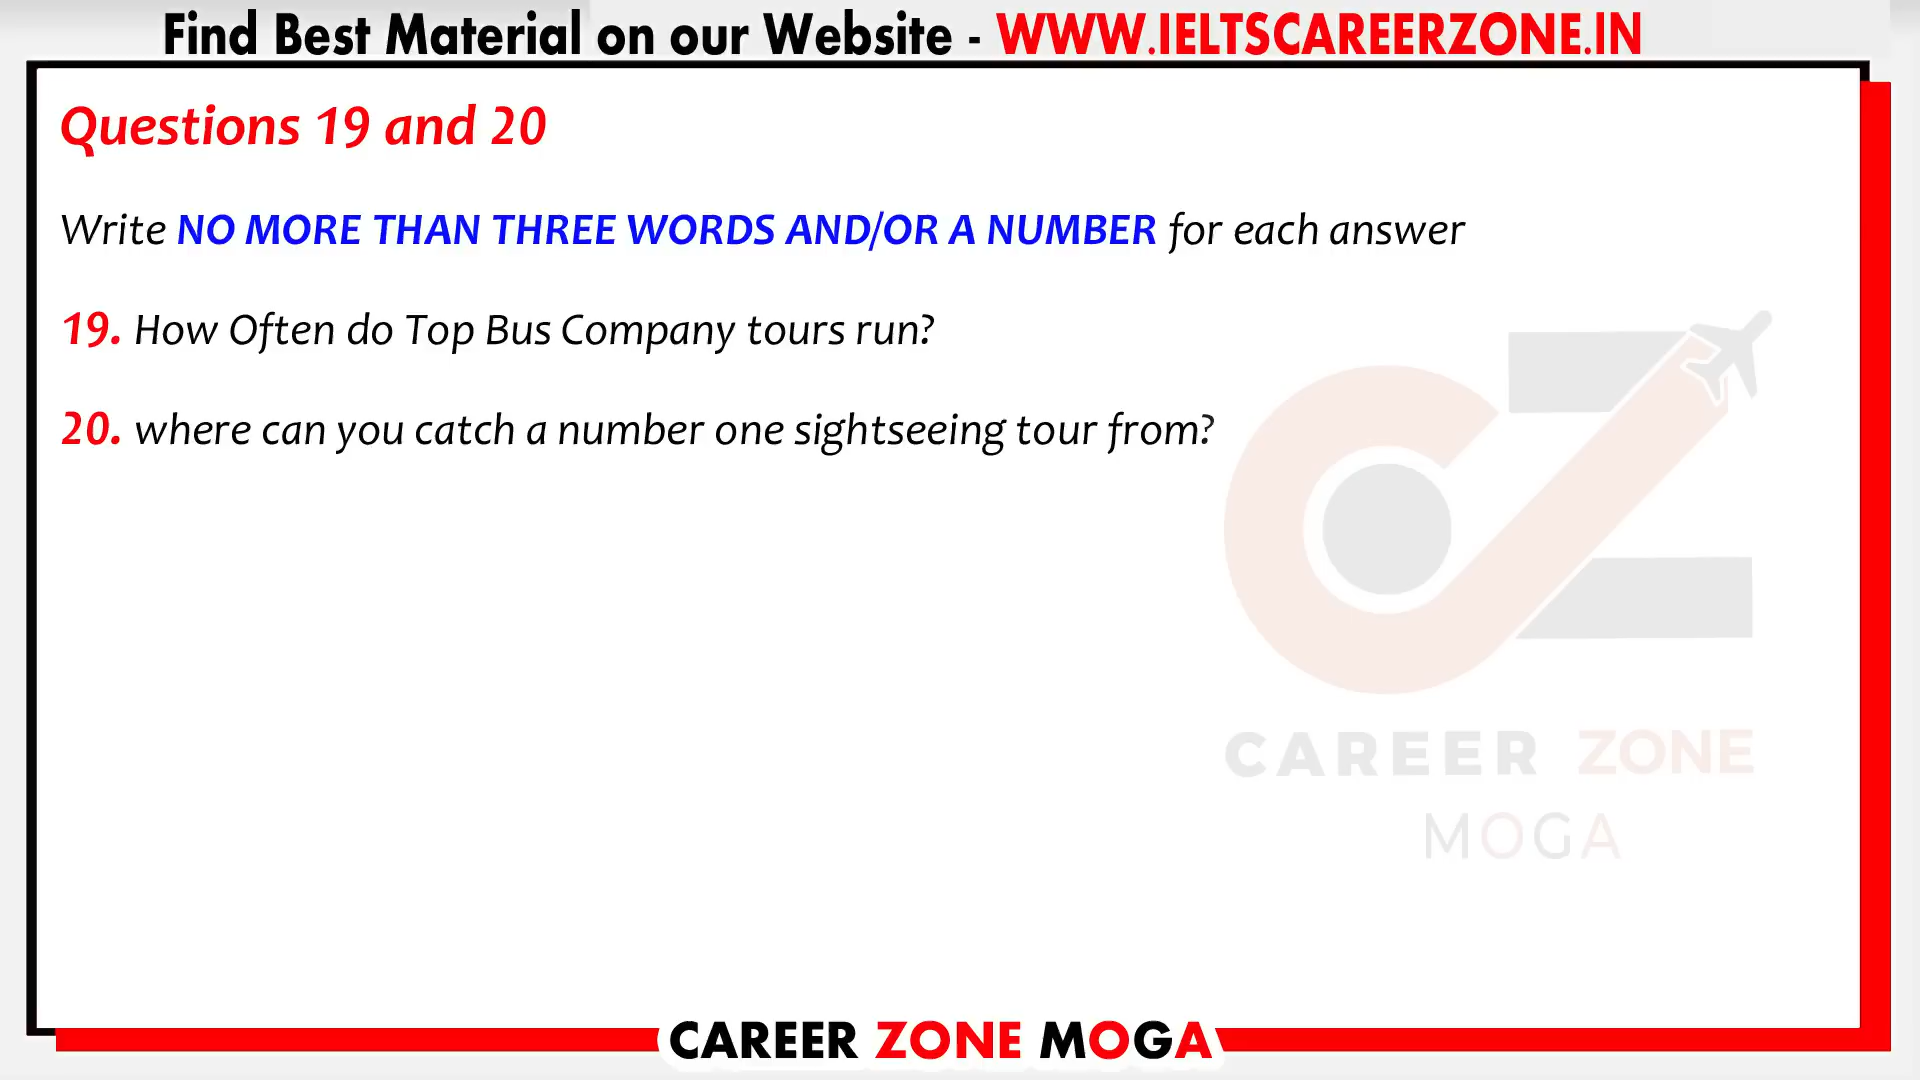 Find Best Material on our Website - WWW.IELTSCAREERZONE.IN
Questions 19 and 20
Write NO MORE THAN THREE WORDS AND/OR A NUMBER for each answer
19. How Often do Top Bus Company tours run?
20. where can you catch a number one sightseeing tour from?
CAREER ZONE
MOGA
CAREER ZONE MOGA